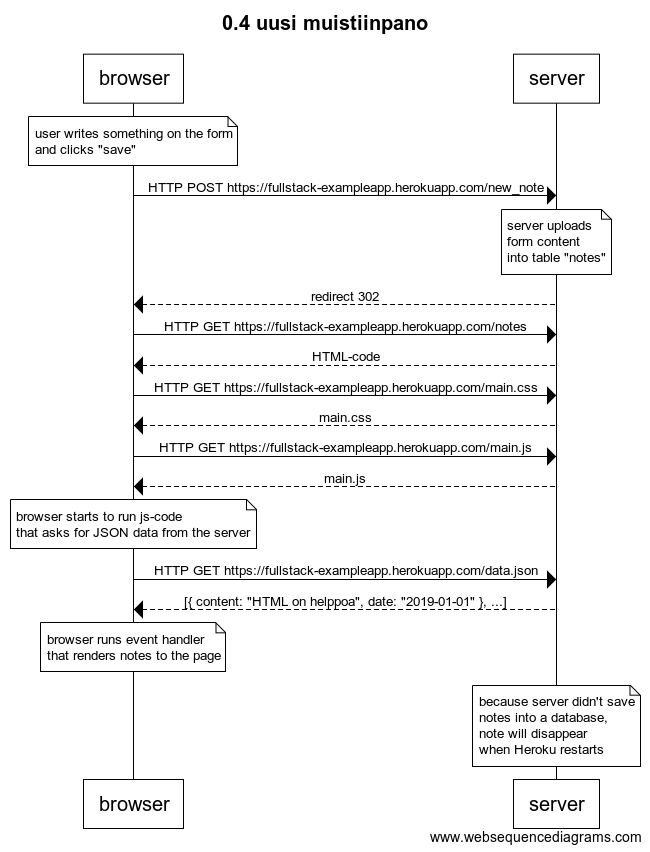 0.4 uusi muistiinpano
browser
server
user writes something on the form
and clicks "save"
HTTP POST https://fullstack-exampleapp.herokuapp.com/new_note
server uploads
form content
into table "notes"
redirect 302
HTTP GET https://fullstack-exampleapp.herokuapp.com/notes
HTML-code
HTTP GET https://fullstack-exampleapp.herokuapp.com/main.css
main.css
HTTP GET https://fullstack-exampleapp.herokuapp.com/main.js
main.js
browser starts to run js-code
that asks for JSON data from the server
HTTP GET https://fullstack-exampleapp.herokuapp.com/data.json
[{ content: "HTML on helppoa", date: "2019-01-01" }, ...]
browser runs event handler
that renders notes to the page
because server didn't save
notes into a database,
note will disappear
when Heroku restarts
browser
server
www.websequencediagrams.com